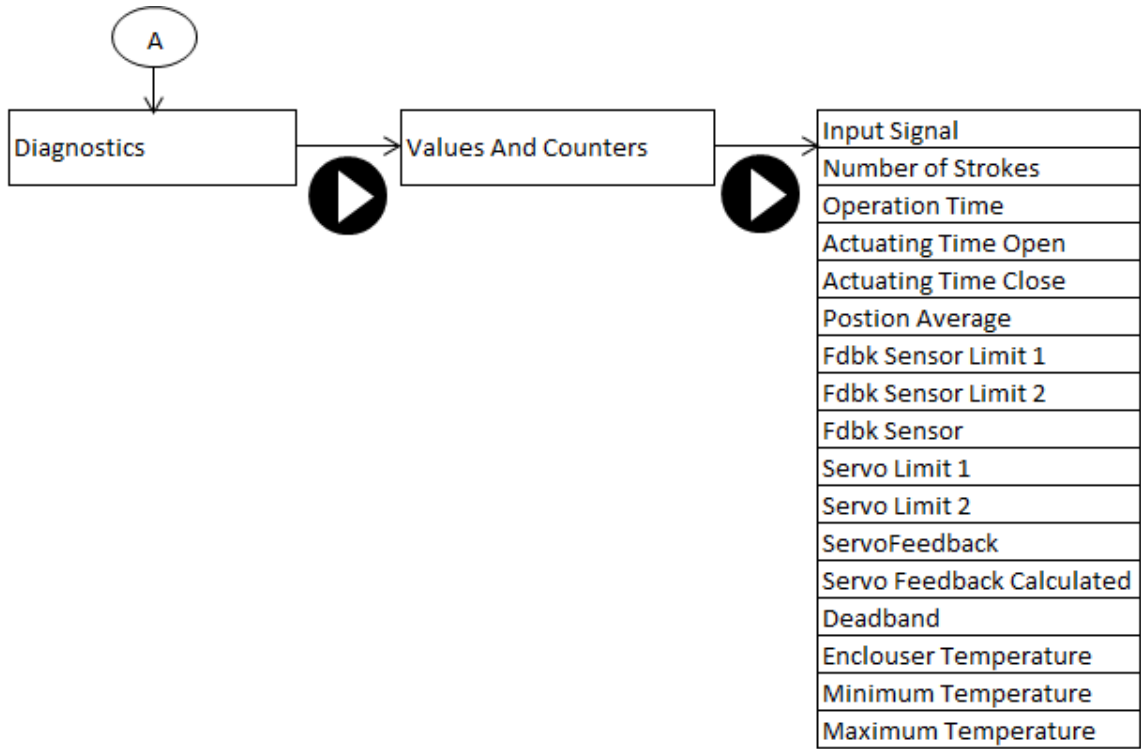 A
Diagnostics
Values And Counters
Input Signal
Number of Strokes
Operation Time
Actuating Time Open
Actuating Time Close
Postion Average
Fdbk Sensor Limit 1
Fdbk Sensor Limit 2
Fdbk Sensor
Servo Limit 1
Servo Limit 2
ServoFeedback
Servo Feedback Calculated
Deadband
Enclouser Temperature
Minimum Temperature
Maximum Temperature